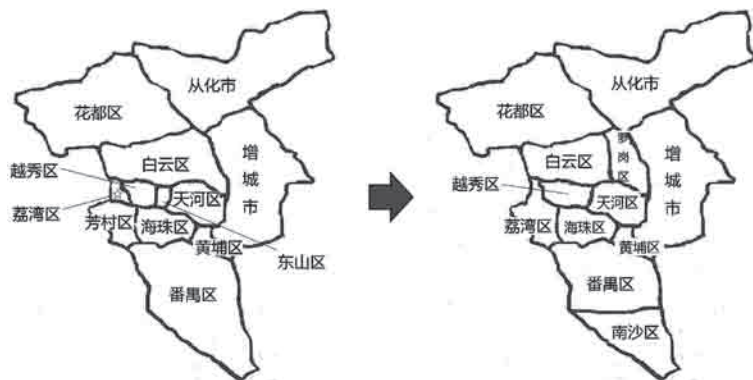 从化市
花都区
白云区
越秀区
增城市
荔湾区
天河区
芳村区
海珠区
黄埔区
东山区
番禺区
从化市
花都区
萝岗区
白云区
增城市
越秀区
天河区
荔湾区
海珠区
黄埔区
番禺区
南沙区